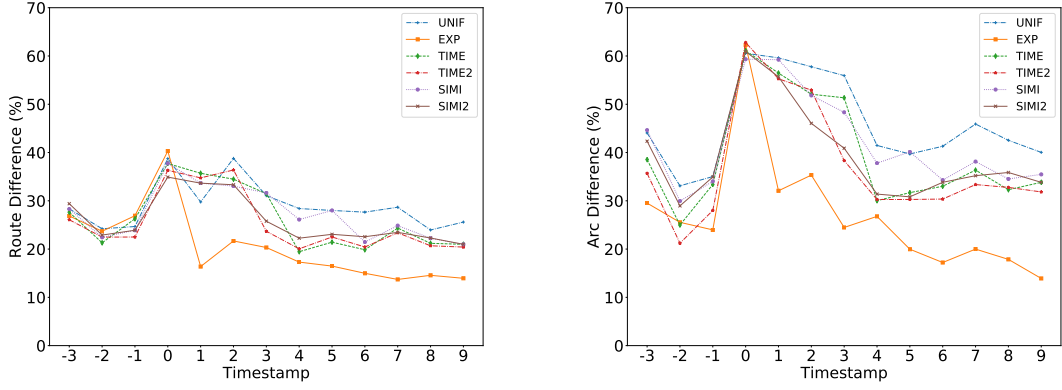 70
60
50
40
30
20
10
0
Route Difference (%)
UNIF
EXP
TIME
TIME2
SIMI
SIMI2
-3 -2 -1 0 1 2 3 4 5 6 7 8 9
Timestamp
70
60
50
40
30
20
10
0
Arc Difference (%)
UNIF
EXP
TIME
TIME2
SIMI
SIMI2
-3 -2 -1 0 1 2 3 4 5 6 7 8 9
Timestamp